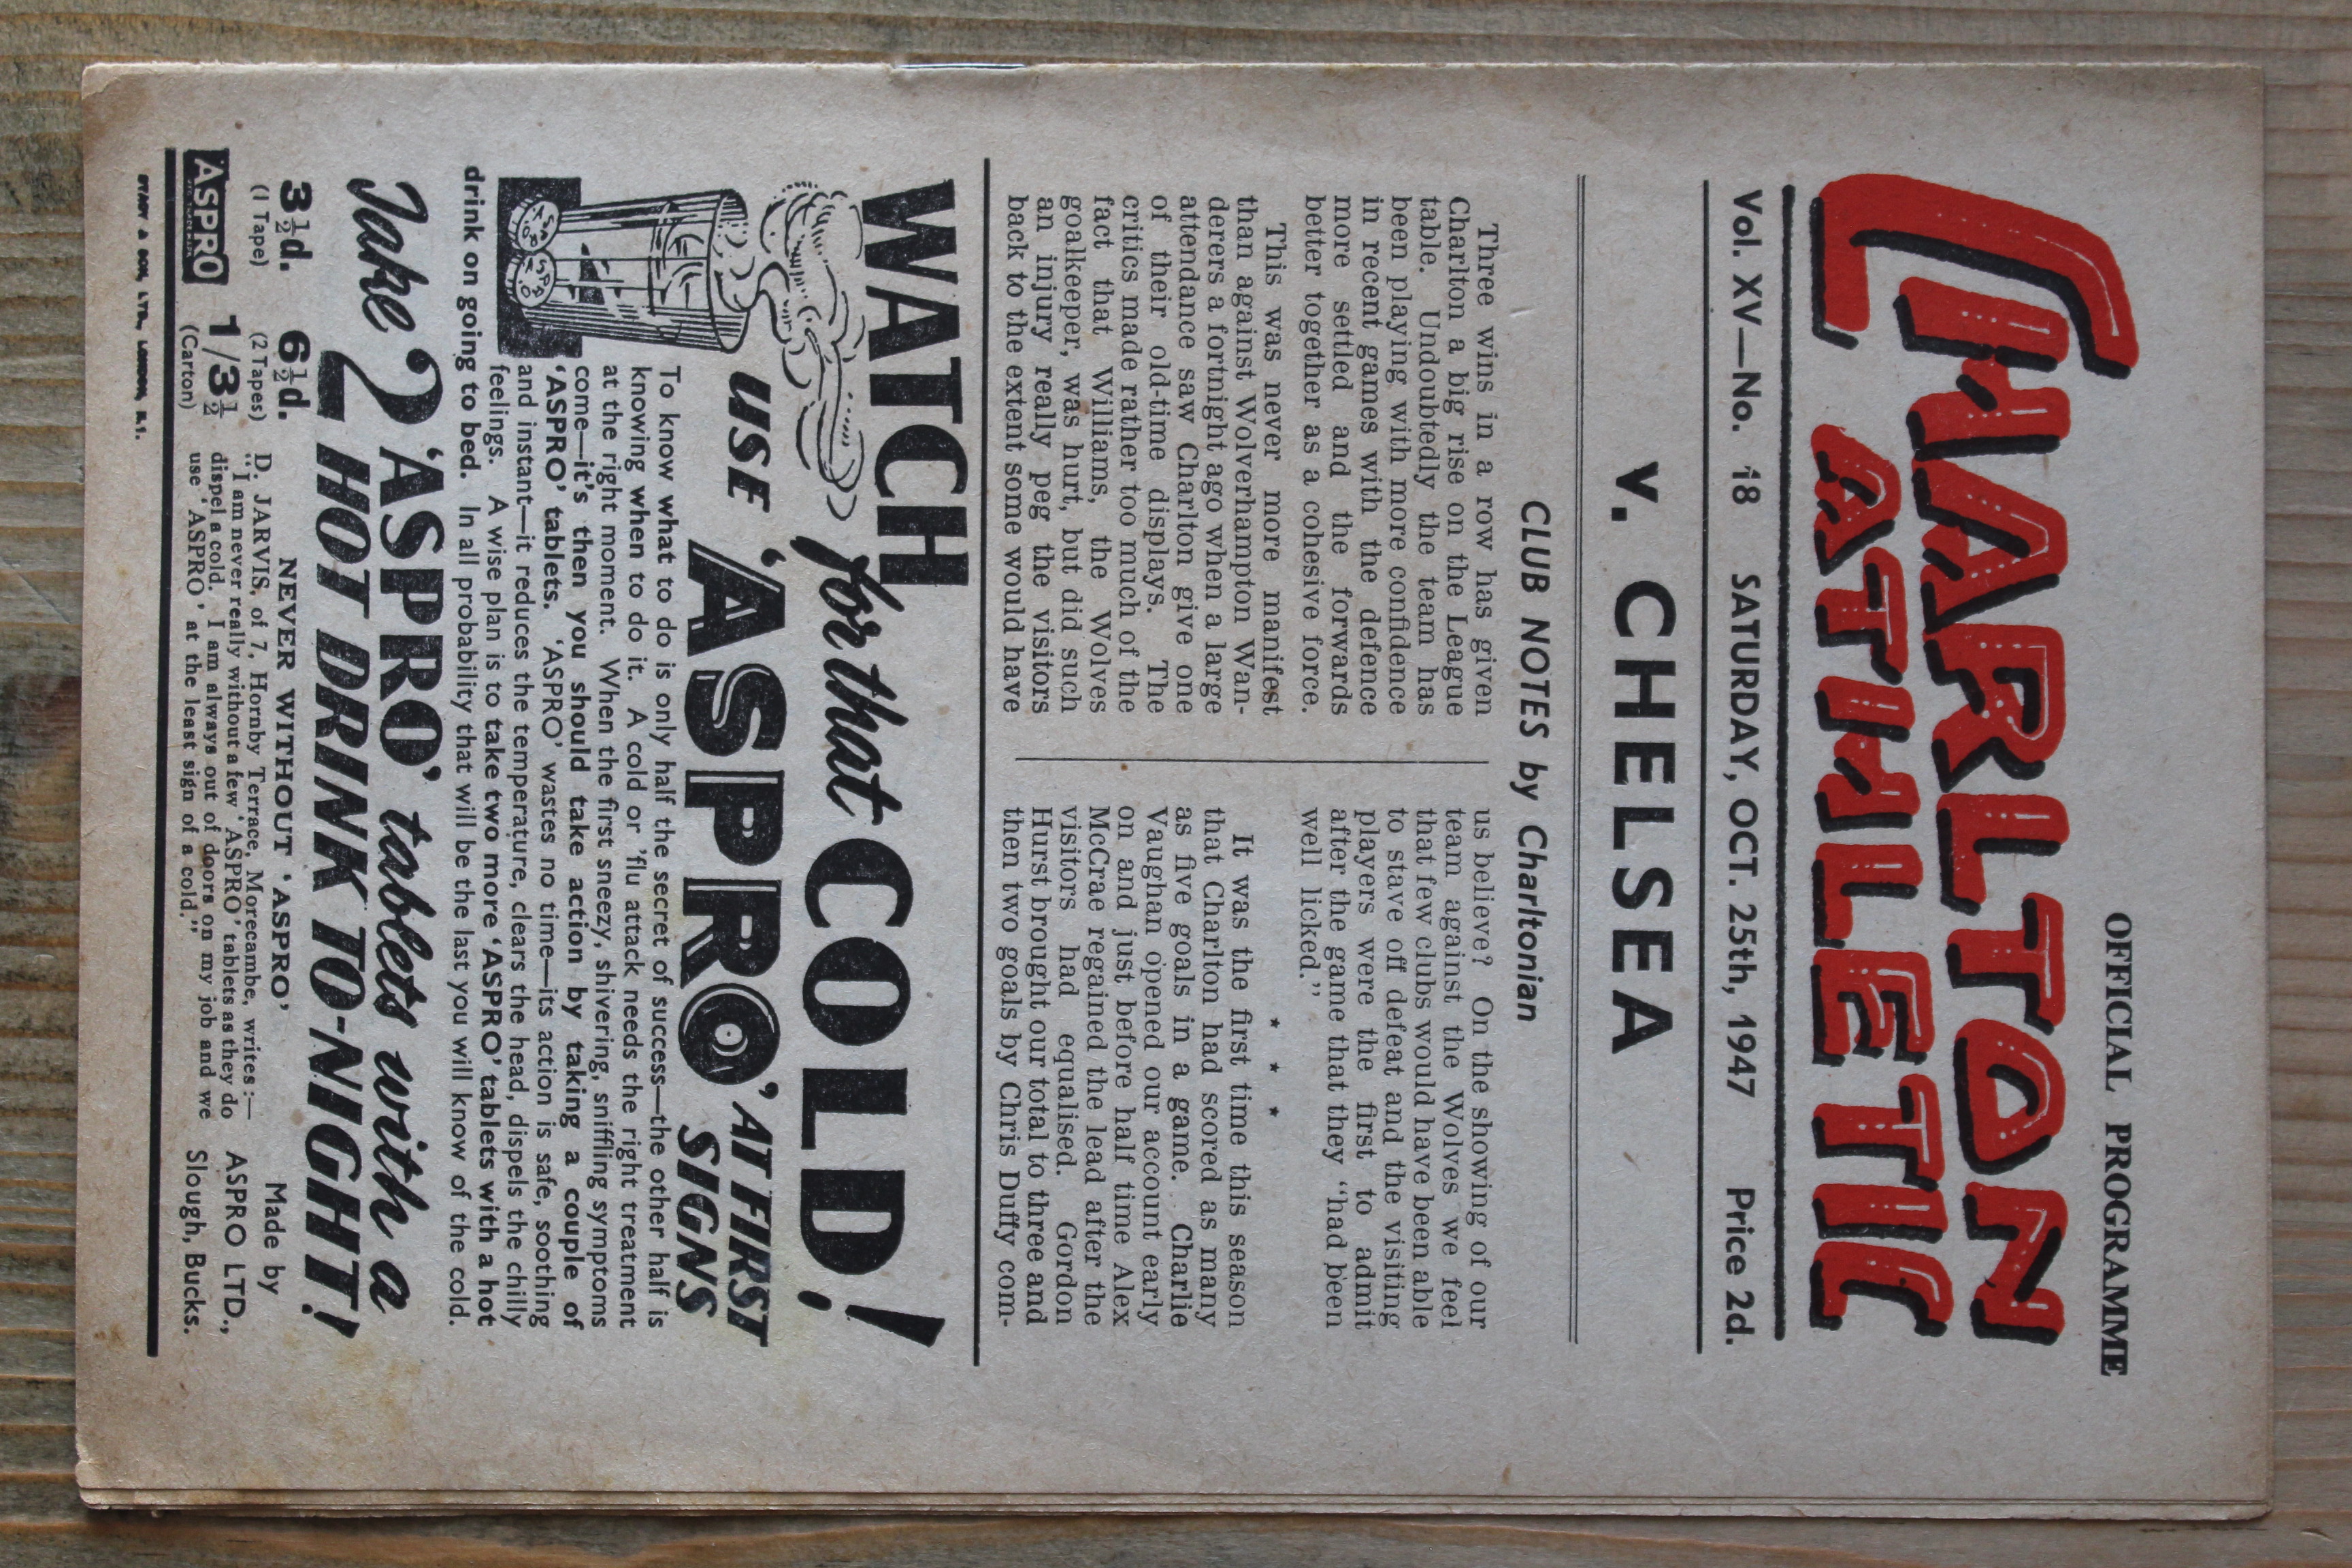 OFFICIAL PROGRAMME
CHARLTON
ATHLETIC
Vol. XV—No. 18 SATURDAY, OCT. 25th, 1947 Price 2d.
v. CHELSEA
CLUB NOTES by Charltonian
Three wins in a row has given
Charlton a big rise on the League
table. Undoubtedly the team has
been playing with more confidence
in recent games with the defence
more settled and the forwards
better together as a cohesive force.
This was never more manifest
than against Wolverhampton Wan-
derers a fortnight ago when a large
attendance saw Charlton give one
of their old-time displays. The
critics made rather too much of the
fact that Williams, the Wolves
goalkeeper, was hurt, but did such
an injury really peg the visitors
back to the extent some would have
us believe? On the showing of our
team against the Wolves we feel
that few clubs would have been able
to stave off defeat and the visiting
players were the first to admit
after the game that they "had been
well licked."
* * *
It was the first time this season
that Charlton had scored as many
as five goals in a game. Charlie
Vaughan opened our account early
on and just before half time Alex
McCrae regained the lead after the
visitors had equalised. Gordon
Hurst brought our total to three and
then two goals by Chris Duffy com-
WATCH for that COLD!
USE 'ASPRO' AT FIRST
SIGNS
To know what to do is only half the secret of success—the other half is
knowing when to do it. A cold or 'flu attack needs the right treatment
at the right moment. When the first sneezy, shivering, sniffling symptoms
come—it's then you should take action by taking a couple of
'ASPRO' tablets. 'ASPRO' wastes no time—its action is safe, soothing
and instant—it reduces the temperature, clears the head, dispels the chilly
feelings. A wise plan is to take two more 'ASPRO' tablets with a hot
drink on going to bed. In all probability that will be the last you will know of the cold.
Take 2 'ASPRO' tablets with a
HOT DRINK TO-NIGHT!
3½d. 6½d.
(1 Tape) (2 Tapes)
ASPRO 1/3½
(Carton)
NEVER WITHOUT 'ASPRO'
D. JARVIS, of 7, Hornby Terrace, Morecambe, writes:—
"I am never really without a few 'ASPRO' tablets as they do
dispel a cold. I am always out of doors on my job and we
use 'ASPRO' at the least sign of a cold."
Made by
ASPRO LTD.,
Slough, Bucks.
& SON, LTD., LONDON,